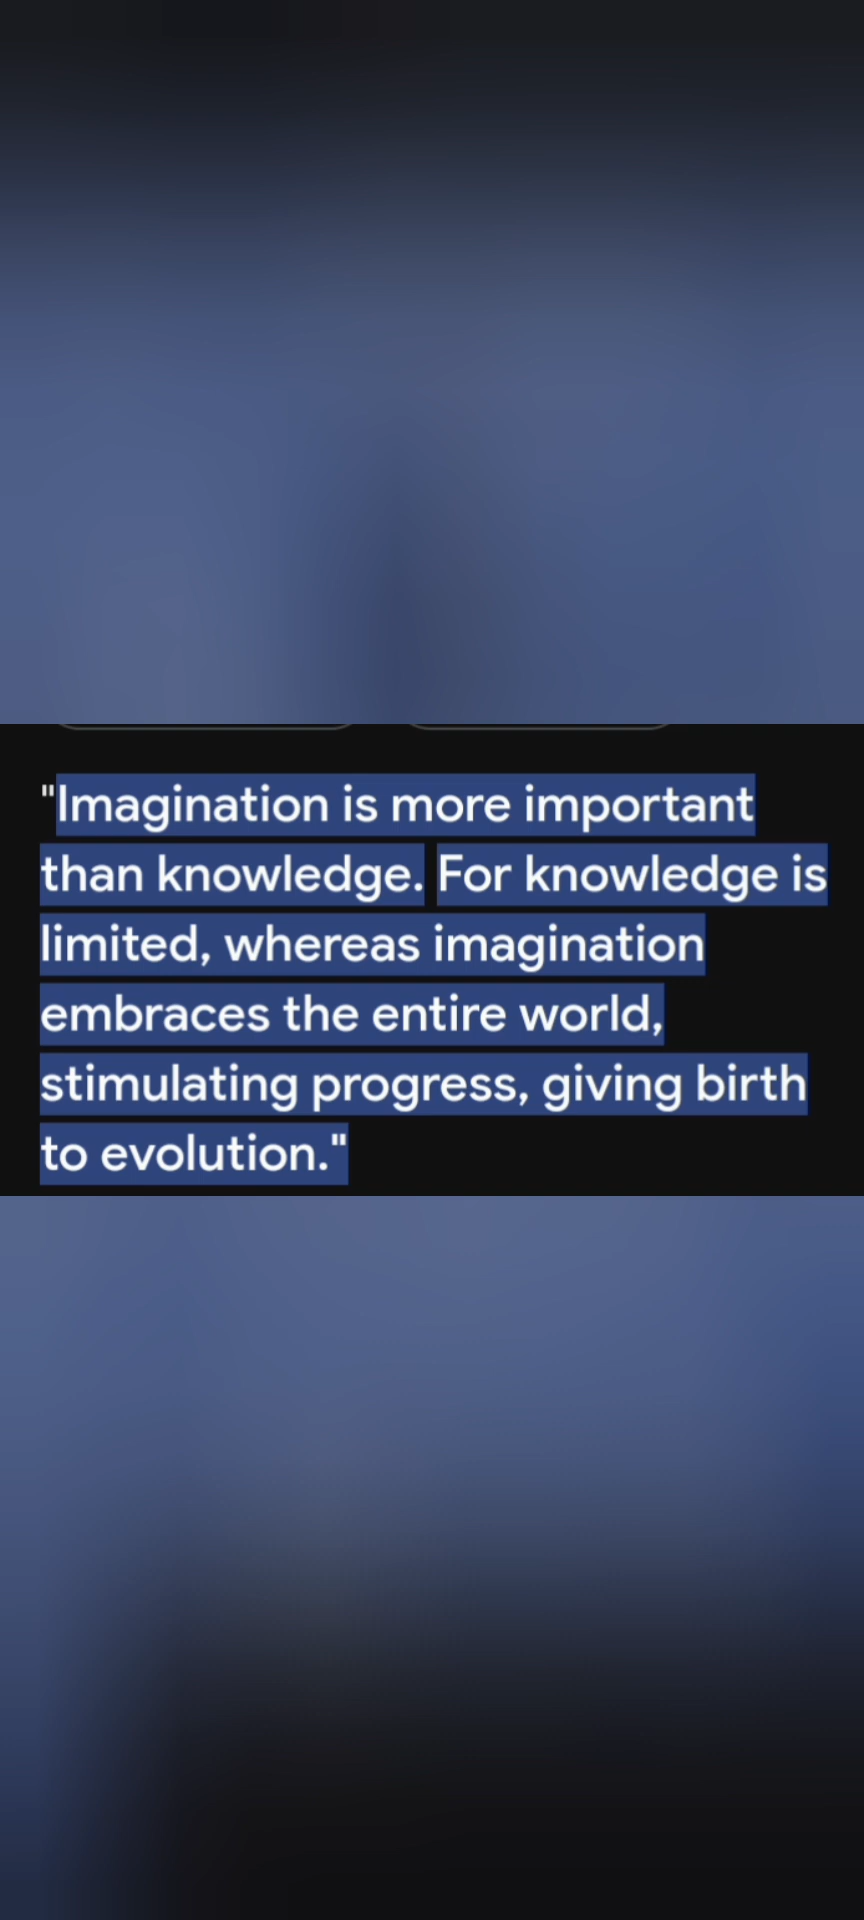 "Imagination is more important
than knowledge. For knowledge is
limited, whereas imagination
embraces the entire world,
stimulating progress, giving birth
to evolution."